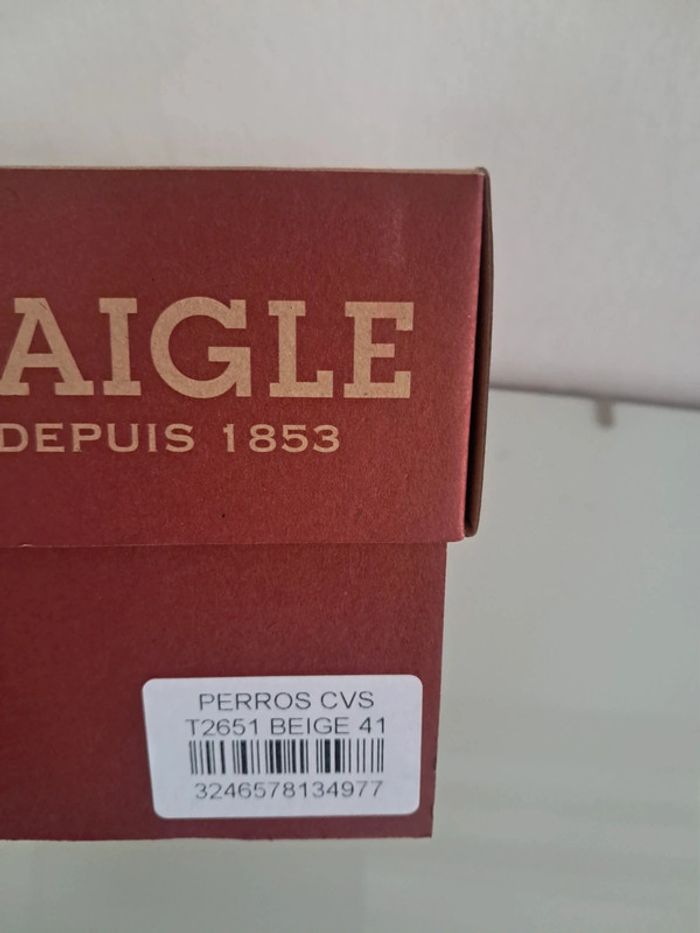 AIGLE
DEPUIS 1853
PERROS CVS
T2651 BEIGE 41
3246578134977